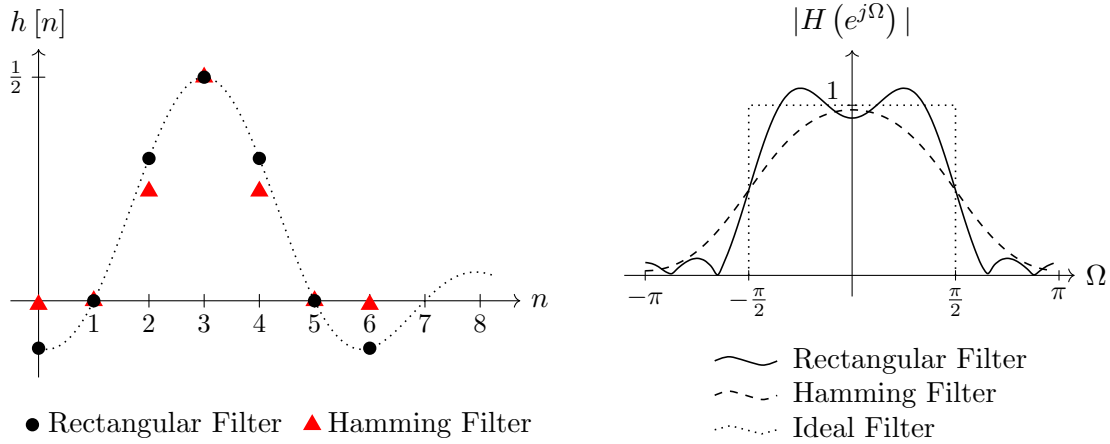 h [n]
1/2
1 2 3 4 5 6 7 8 n
Rectangular Filter Hamming Filter
|H (e^{jΩ}) |
1
−π −π/2 π/2 π Ω
Rectangular Filter
Hamming Filter
Ideal Filter